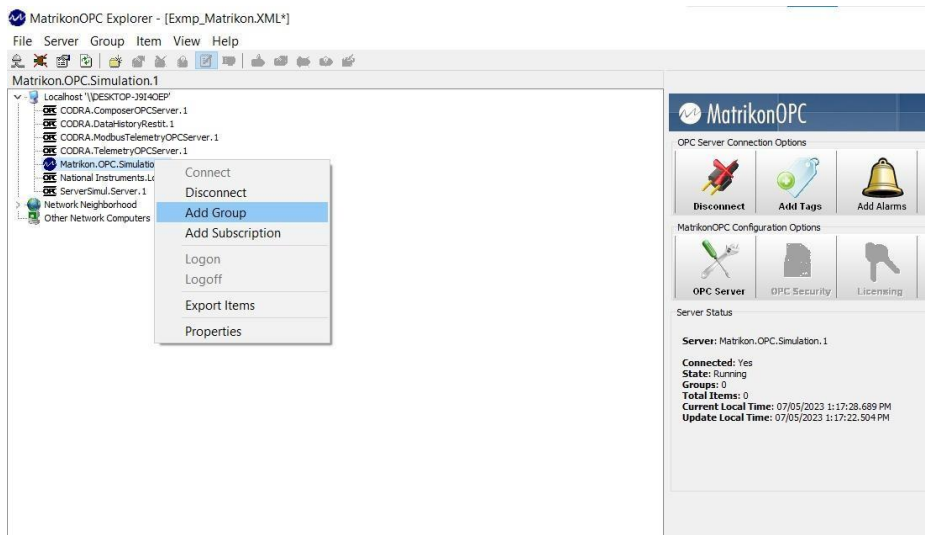 MatrikonOPC Explorer - [Exmp_Matrikon.XML*]
File Server Group Item View Help
Matrikon.OPC.Simulation.1
Localhost '\\DESKTOP-J9I4OEP'
CODRA.ComposerOPCServer.1
CODRA.DataHistoryRestit.1
CODRA.ModbusTelemetryOPCServer.1
CODRA.TelemetryOPCServer.1
Matrikon.OPC.Simulatio
National Instruments.Lo
ServerSimul.Server.1
Network Neighborhood
Other Network Computers
Connect
Disconnect
Add Group
Add Subscription
Logon
Logoff
Export Items
Properties
MatrikonOPC
OPC Server Connection Options
Disconnect Add Tags Add Alarms
MatrikonOPC Configuration Options
OPC Server OPC Security Licensing
Server Status
Server: Matrikon.OPC.Simulation.1
Connected: Yes
State: Running
Groups: 0
Total Items: 0
Current Local Time: 07/05/2023 1:17:28.689 PM
Update Local Time: 07/05/2023 1:17:22.504 PM